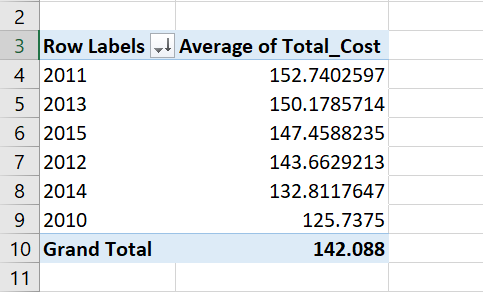 2
3 Row Labels Average of Total_Cost
4 2011 152.7402597
5 2013 150.1785714
6 2015 147.4588235
7 2012 143.6629213
8 2014 132.8117647
9 2010 125.7375
10 Grand Total 142.088
11